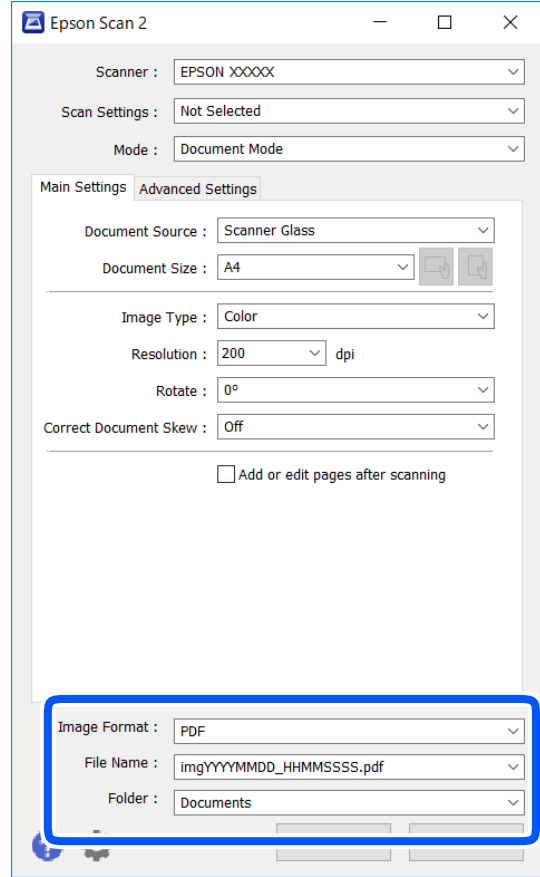 Epson Scan 2
Scanner : EPSON XXXXX
Scan Settings : Not Selected
Mode : Document Mode
Main Settings Advanced Settings
Document Source : Scanner Glass
Document Size : A4
Image Type : Color
Resolution : 200 dpi
Rotate : 0°
Correct Document Skew : Off
Add or edit pages after scanning
Image Format : PDF
File Name : imgYYYYMMDD_HHMMSSSS.pdf
Folder : Documents